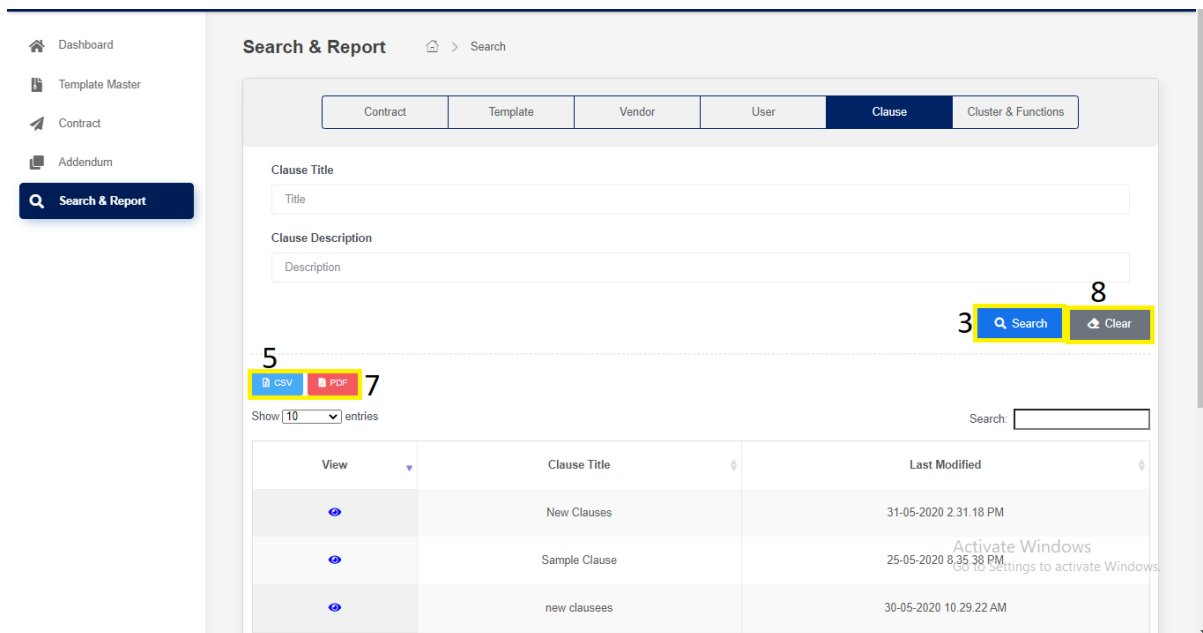 Dashboard
Search & Report > Search
Template Master
Contract Template Vendor User Clause Cluster & Functions
Contract
Addendum
Clause Title
Search & Report
Title
Clause Description
Description
8
3 Search Clear
5
CSV PDF 7
Show 10 entries
Search:
View Clause Title Last Modified
New Clauses 31-05-2020 2.31.18 PM
Activate Windows
Sample Clause 25-05-2020 8.35.38 PM
Go to Settings to activate Windows.
new clausees 30-05-2020 10.29.22 AM